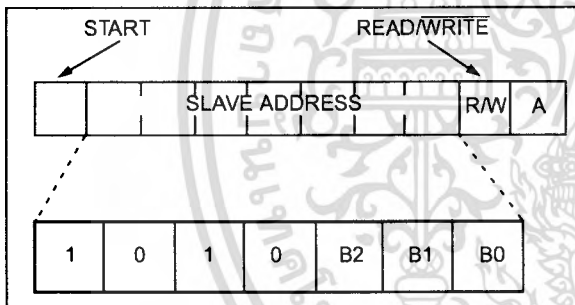 START READ/WRITE
SLAVE ADDRESS R/W A
1 0 1 0 B2 B1 B0